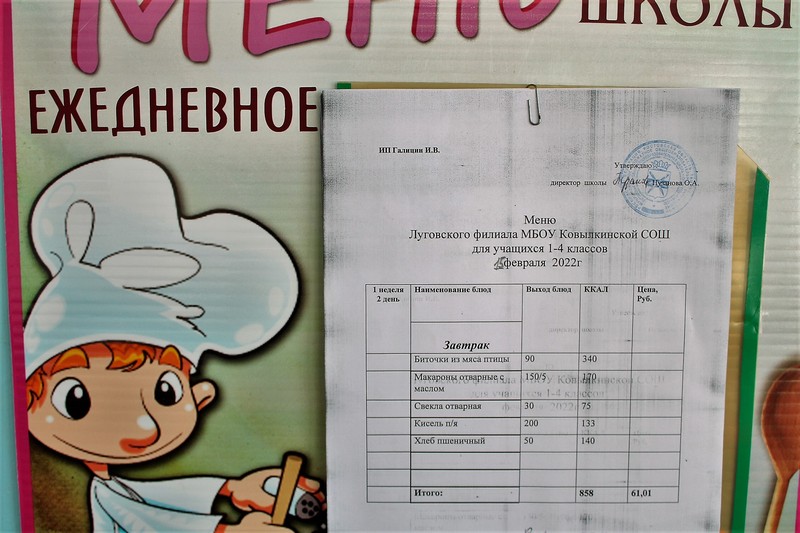 Меню
школы
ЕЖЕДНЕВНОЕ
ИП Галицин И.В.
Утверждаю
директор школы О.А.
Меню
Луговского филиала МБОУ Ковылкинской СОШ
для учащихся 1-4 классов
февраля 2022г
1 неделя 2 день Наименование блюд Выход блюд ККАЛ Цена, Руб.
Завтрак
Биточки из мяса птицы 90 340
Макароны отварные с маслом 150/5 170
Свекла отварная 30 75
Кисель п/я 200 133
Хлеб пшеничный 50 140
Итого: 858 61,01